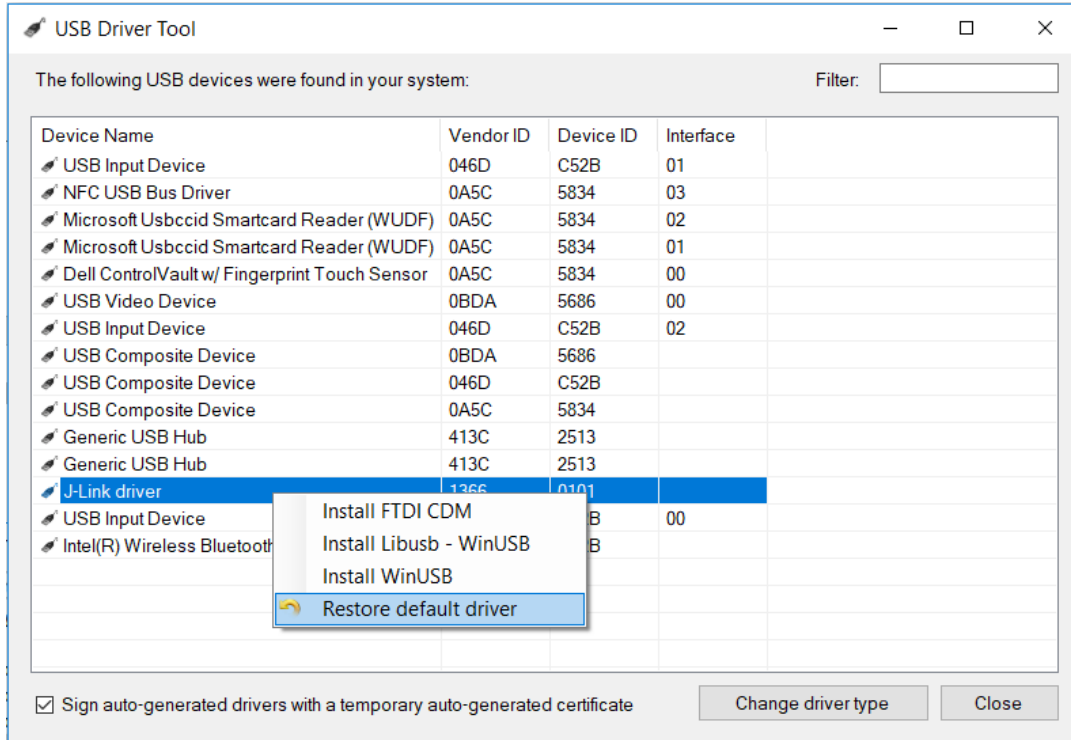 USB Driver Tool
The following USB devices were found in your system: Filter:
Device Name Vendor ID Device ID Interface
USB Input Device 046D C52B 01
NFC USB Bus Driver 0A5C 5834 03
Microsoft Usbccid Smartcard Reader (WUDF) 0A5C 5834 02
Microsoft Usbccid Smartcard Reader (WUDF) 0A5C 5834 01
Dell ControlVault w/ Fingerprint Touch Sensor 0A5C 5834 00
USB Video Device 0BDA 5686 00
USB Input Device 046D C52B 02
USB Composite Device 0BDA 5686
USB Composite Device 046D C52B
USB Composite Device 0A5C 5834
Generic USB Hub 413C 2513
Generic USB Hub 413C 2513
J-Link driver 1366 0101
USB Input Device B 00
Intel(R) Wireless Bluetooth B
Install FTDI CDM
Install Libusb - WinUSB
Install WinUSB
Restore default driver
Sign auto-generated drivers with a temporary auto-generated certificate Change driver type Close